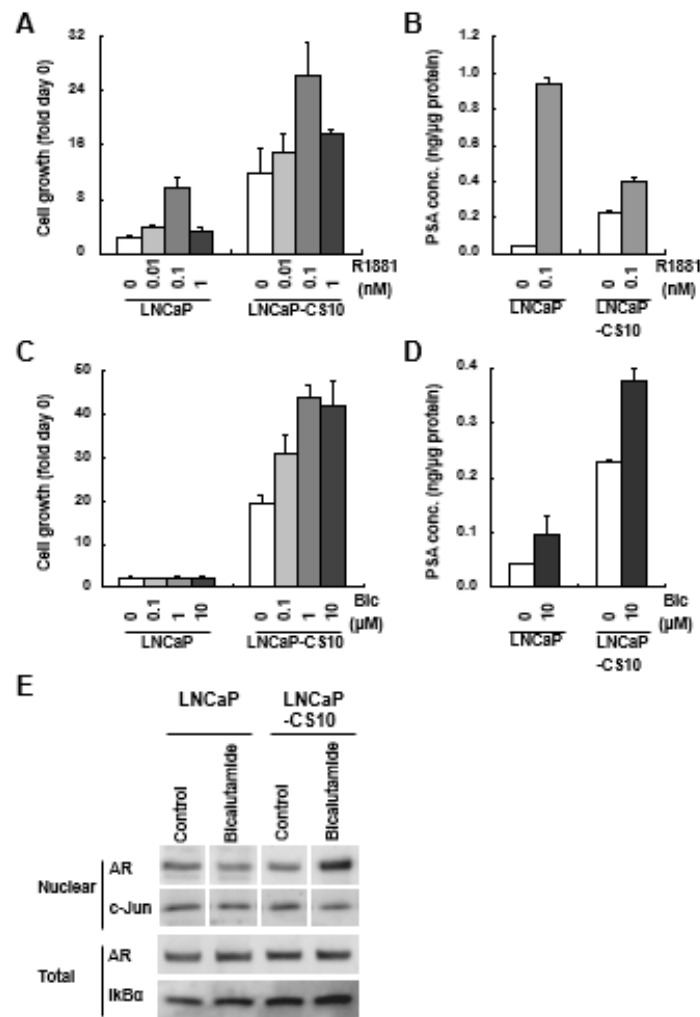 A
Cell growth (fold day 0)
32
24
16
8
0
0 0.01 0.1 1 0 0.01 0.1 1
R1881
(nM)
LNCaP LNCaP-CS10
B
PSA conc. (ng/µg protein)
1.2
1.0
0.8
0.6
0.4
0.2
0.0
0 0.1 0 0.1
R1881
(nM)
LNCaP LNCaP
-CS10
C
Cell growth (fold day 0)
50
40
30
20
10
0
0 0.1 1 10 0 0.1 1 10
Bic
(µM)
LNCaP LNCaP-CS10
D
PSA conc. (ng/µg protein)
0.4
0.3
0.2
0.1
0.0
0 10 0 10
Bic
(µM)
LNCaP LNCaP
-CS10
E
LNCaP LNCaP
-CS10
Control Bicalutamide Control Bicalutamide
Nuclear
AR
c-Jun
Total
AR
IkBα